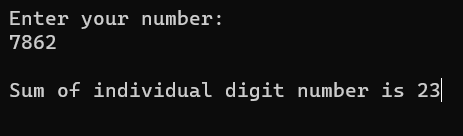 Enter your number:
7862
Sum of individual digit number is 23